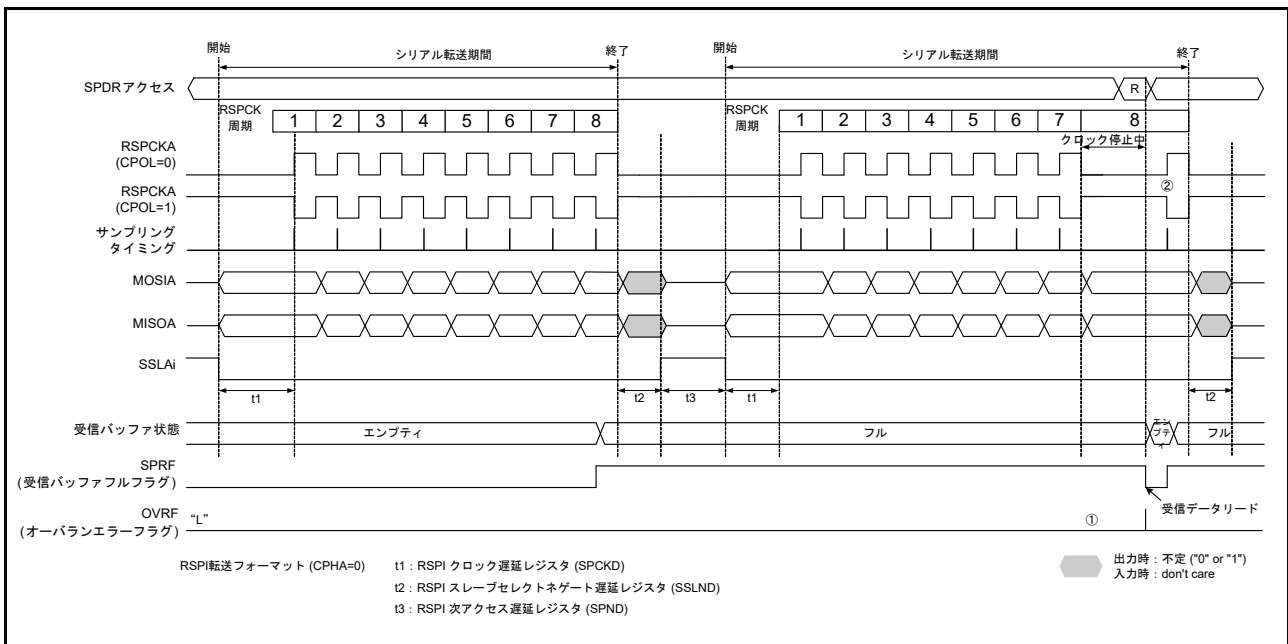 開始
シリアル転送期間
終了
開始
シリアル転送期間
終了
SPDRアクセス
R
RSPCK
周期
1 2 3 4 5 6 7 8
RSPCK
周期
1 2 3 4 5 6 7 8
クロック停止中
RSPCKA
(CPOL=0)
RSPCKA
(CPOL=1)
②
サンプリング
タイミング
MOSIA
MISOA
SSLAi
t1
t2
t3
t1
t2
受信バッファ状態
エンプティ
フル
エンプティ
フル
SPRF
(受信バッファフルフラグ)
受信データリード
OVRF
(オーバランエラーフラグ)
“L”
①
RSPI転送フォーマット (CPHA=0)
t1 : RSPI クロック遅延レジスタ (SPCKD)
t2 : RSPI スレーブセレクトネゲート遅延レジスタ (SSLND)
t3 : RSPI 次アクセス遅延レジスタ (SPND)
出力時 : 不定 ("0" or "1")
入力時 : don't care